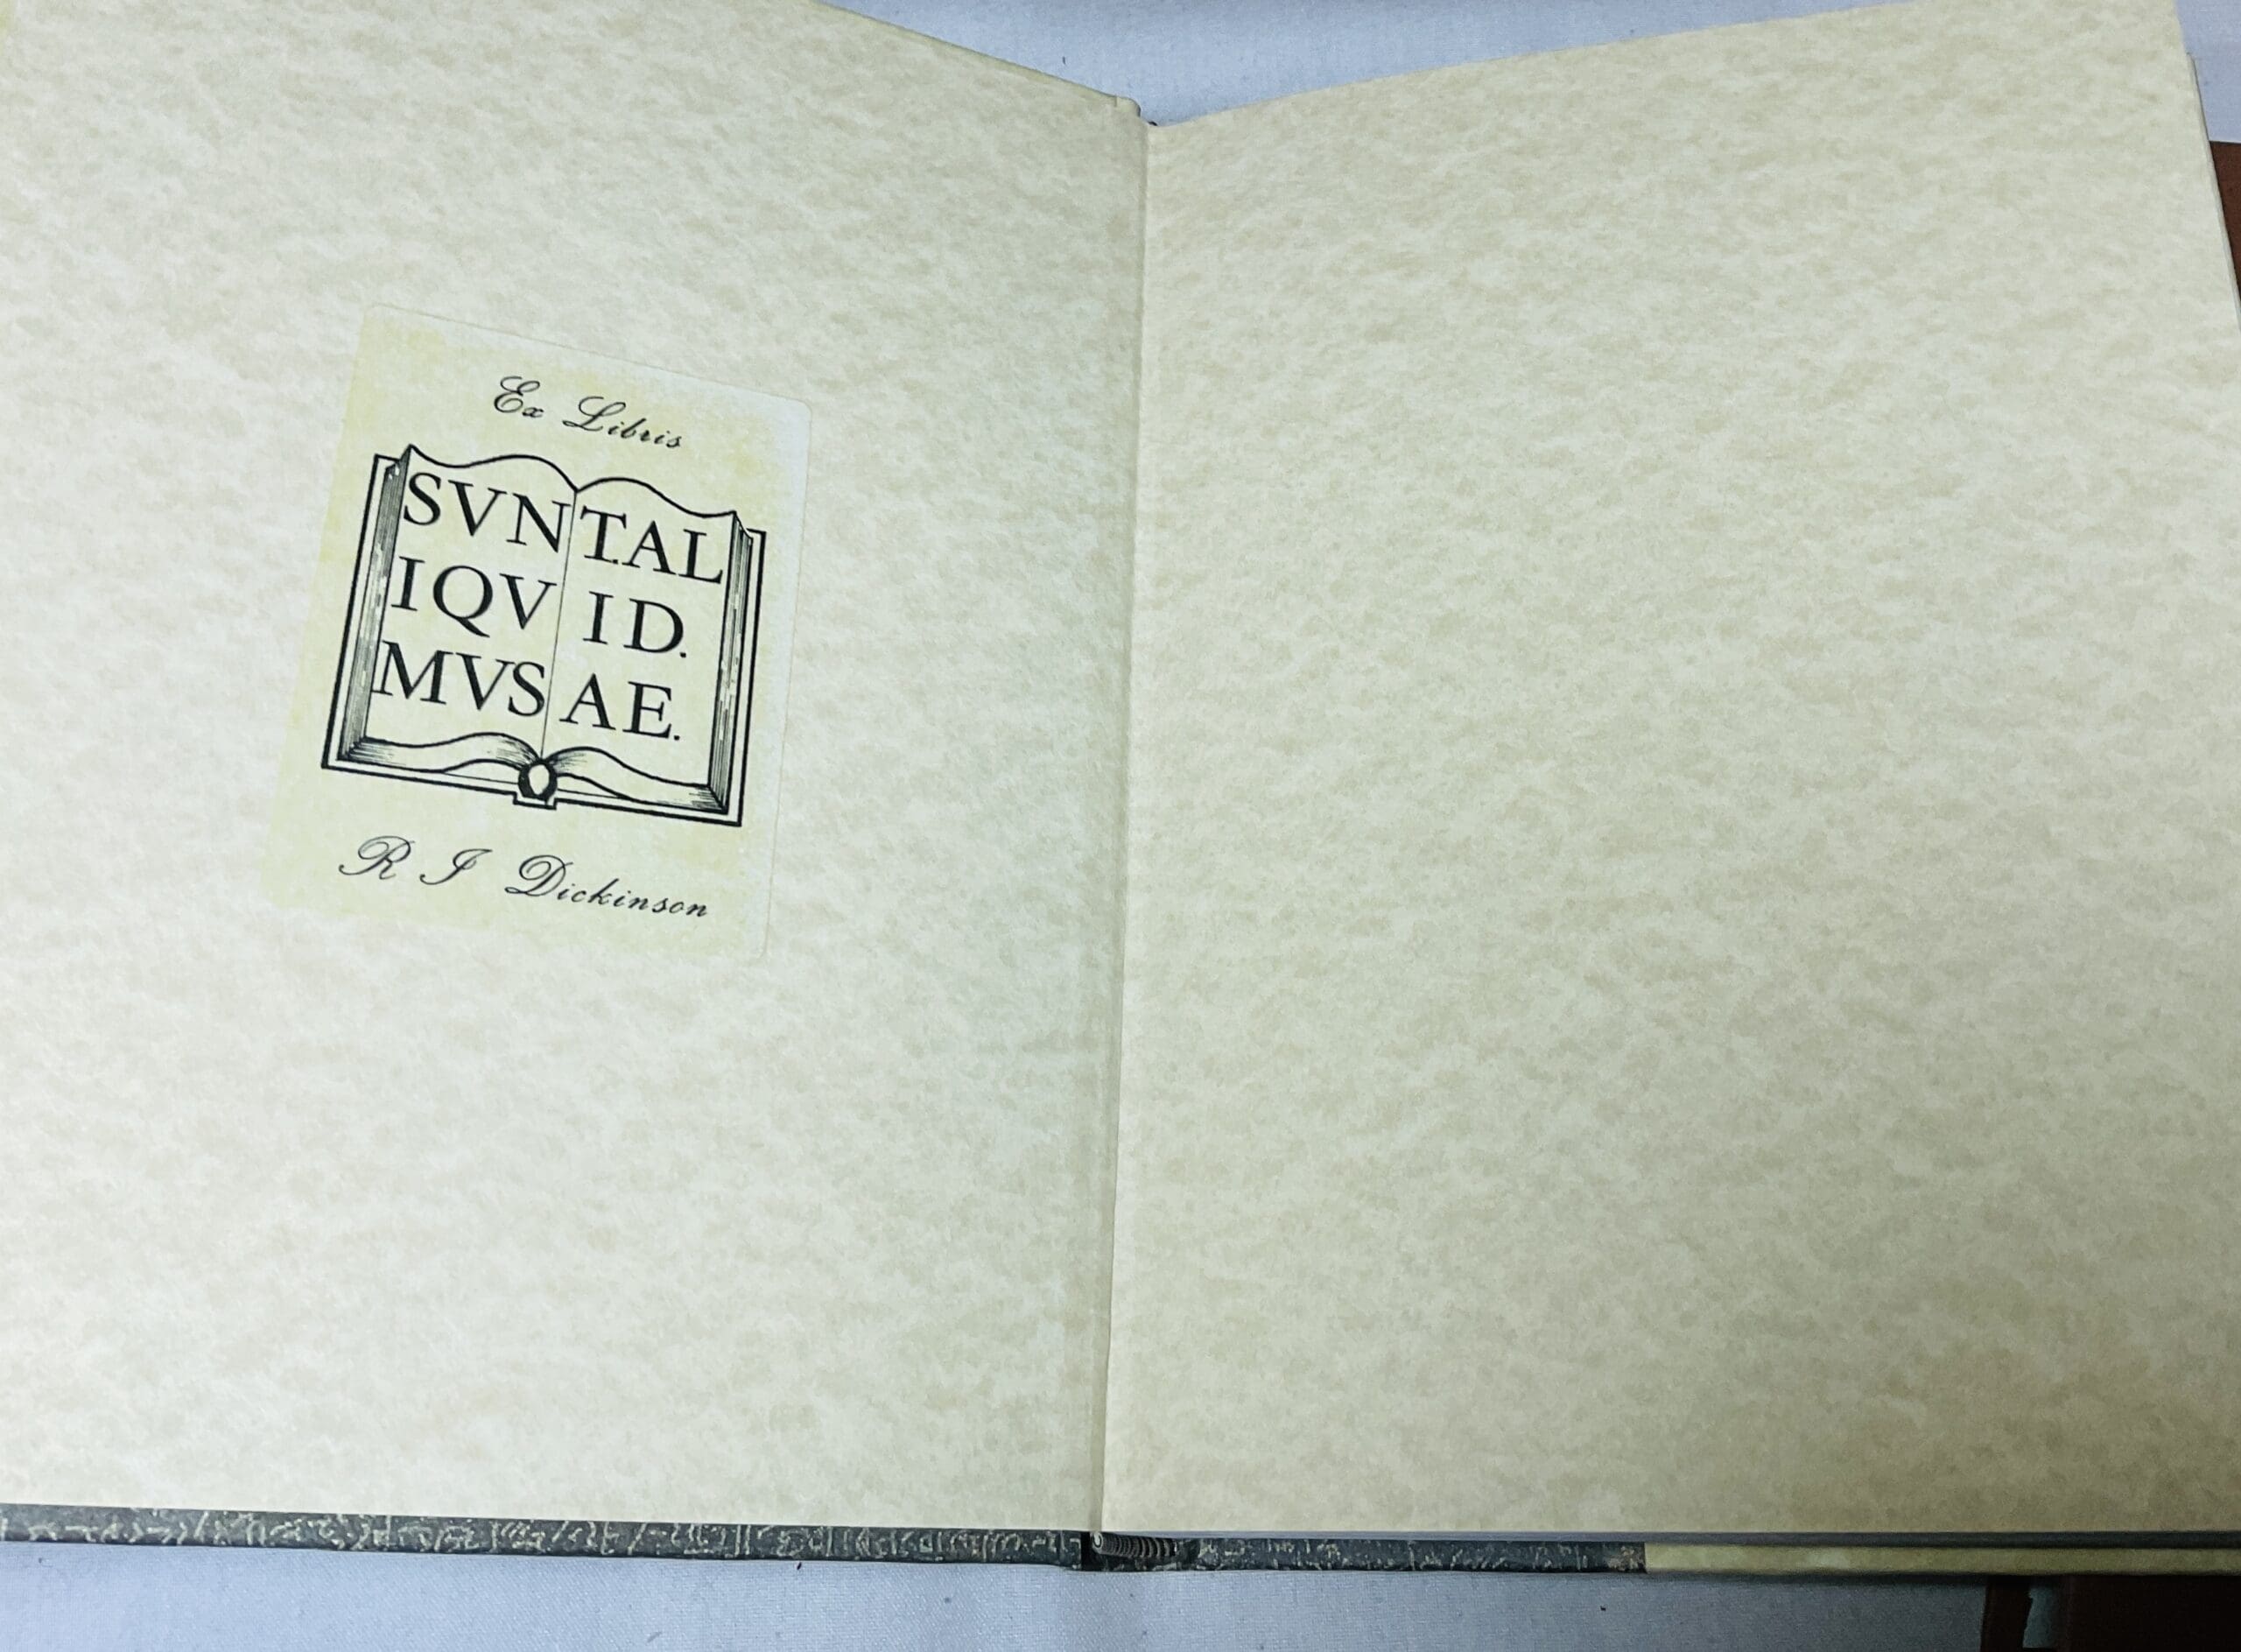 Ex Libris
SVNT.AL
IQVID.
MVSAE.
R J Dickinson